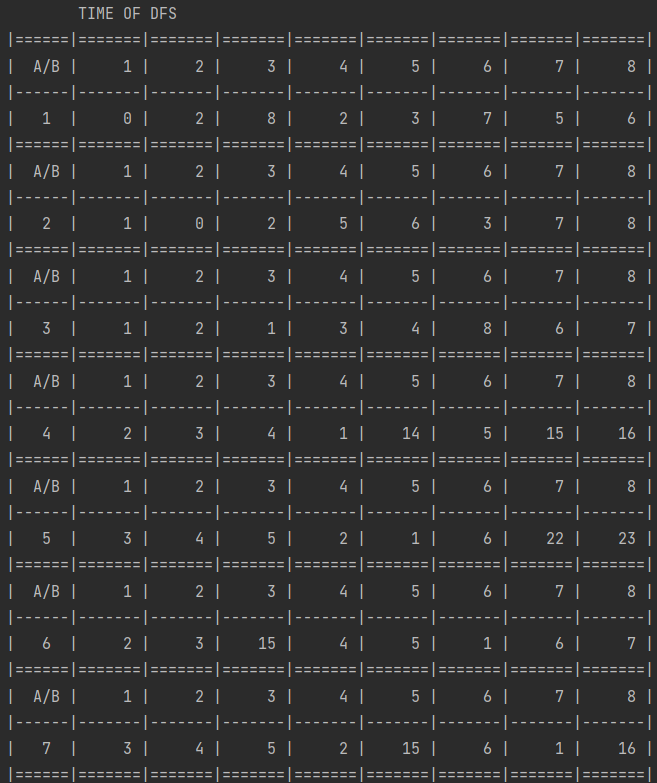 TIME OF DFS
|======|=======|=======|=======|=======|=======|=======|=======|=======|
|  A/B |     1 |     2 |     3 |     4 |     5 |     6 |     7 |     8 |
|------|-------|-------|-------|-------|-------|-------|-------|-------|
|   1  |     0 |     2 |     8 |     2 |     3 |     7 |     5 |     6 |
|======|=======|=======|=======|=======|=======|=======|=======|=======|
|  A/B |     1 |     2 |     3 |     4 |     5 |     6 |     7 |     8 |
|------|-------|-------|-------|-------|-------|-------|-------|-------|
|   2  |     1 |     0 |     2 |     5 |     6 |     3 |     7 |     8 |
|======|=======|=======|=======|=======|=======|=======|=======|=======|
|  A/B |     1 |     2 |     3 |     4 |     5 |     6 |     7 |     8 |
|------|-------|-------|-------|-------|-------|-------|-------|-------|
|   3  |     1 |     2 |     1 |     3 |     4 |     8 |     6 |     7 |
|======|=======|=======|=======|=======|=======|=======|=======|=======|
|  A/B |     1 |     2 |     3 |     4 |     5 |     6 |     7 |     8 |
|------|-------|-------|-------|-------|-------|-------|-------|-------|
|   4  |     2 |     3 |     4 |     1 |    14 |     5 |    15 |    16 |
|======|=======|=======|=======|=======|=======|=======|=======|=======|
|  A/B |     1 |     2 |     3 |     4 |     5 |     6 |     7 |     8 |
|------|-------|-------|-------|-------|-------|-------|-------|-------|
|   5  |     3 |     4 |     5 |     2 |     1 |     6 |    22 |    23 |
|======|=======|=======|=======|=======|=======|=======|=======|=======|
|  A/B |     1 |     2 |     3 |     4 |     5 |     6 |     7 |     8 |
|------|-------|-------|-------|-------|-------|-------|-------|-------|
|   6  |     2 |     3 |    15 |     4 |     5 |     1 |     6 |     7 |
|======|=======|=======|=======|=======|=======|=======|=======|=======|
|  A/B |     1 |     2 |     3 |     4 |     5 |     6 |     7 |     8 |
|------|-------|-------|-------|-------|-------|-------|-------|-------|
|   7  |     3 |     4 |     5 |     2 |    15 |     6 |     1 |    16 |
|======|=======|=======|=======|=======|=======|=======|=======|=======|